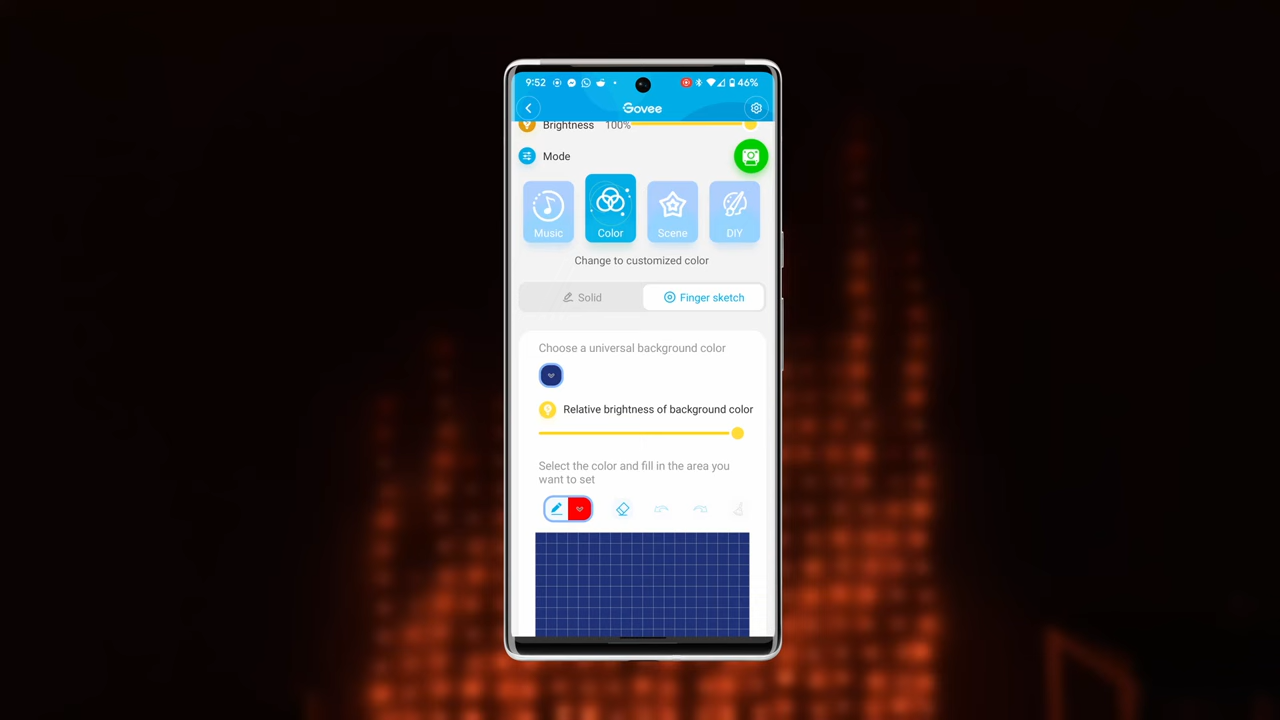 9:52 46%
Govee
Brightness 100%
Mode
Music Color Scene DIY
Change to customized color
Solid Finger sketch
Choose a universal background color
Relative brightness of background color
Select the color and fill in the area you
want to set